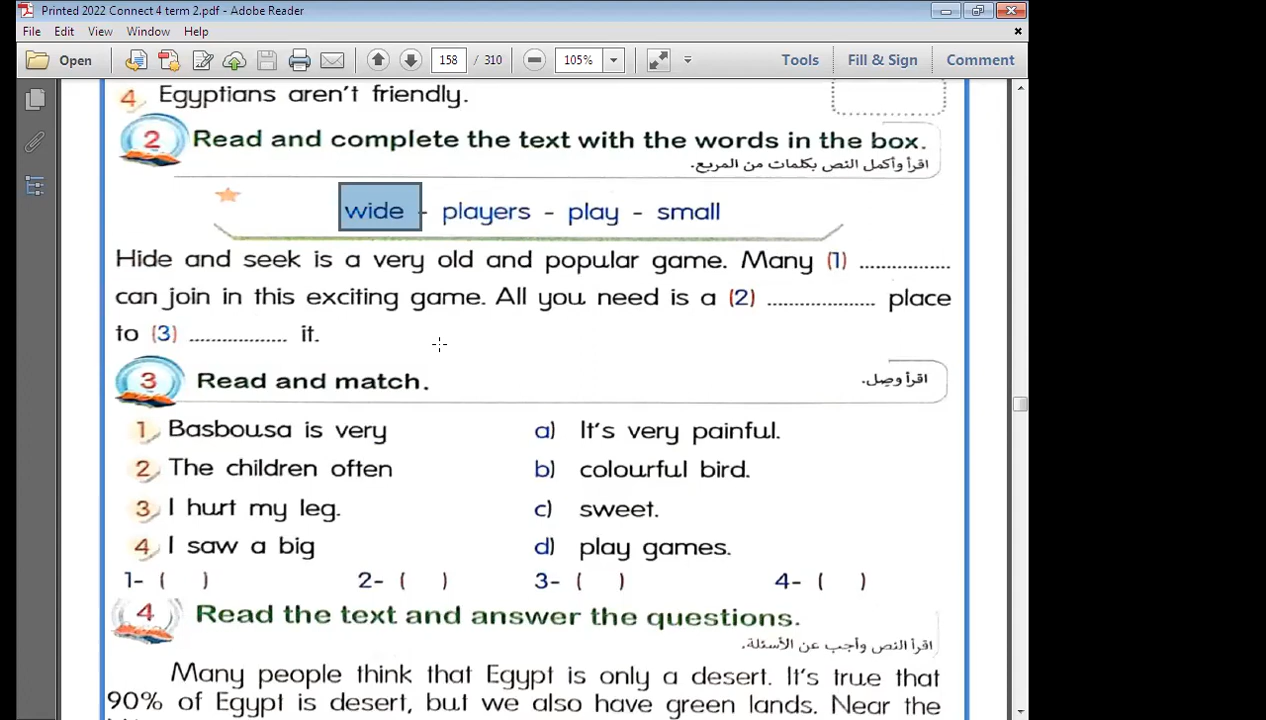 Printed 2022 Connect 4 term 2.pdf - Adobe Reader
File Edit View Window Help
Open 158 / 310 105% Tools Fill & Sign Comment
4 Egyptians aren't friendly.
2 Read and complete the text with the words in the box.
اقرأ وأكمل النص بكلمات من المربع.
wide - players - play - small
Hide and seek is a very old and popular game. Many (1) ................
can join in this exciting game. All you need is a (2) ................... place
to (3) ................. it.
3 Read and match. اقرأ وصِل.
1 Basbousa is very a) It's very painful.
2 The children often b) colourful bird.
3 I hurt my leg. c) sweet.
4 I saw a big d) play games.
1- ( ) 2- ( ) 3- ( ) 4- ( )
4 Read the text and answer the questions.
اقرأ النص وأجب عن الأسئلة.
Many people think that Egypt is only a desert. It's true that
90% of Egypt is desert, but we also have green lands. Near the